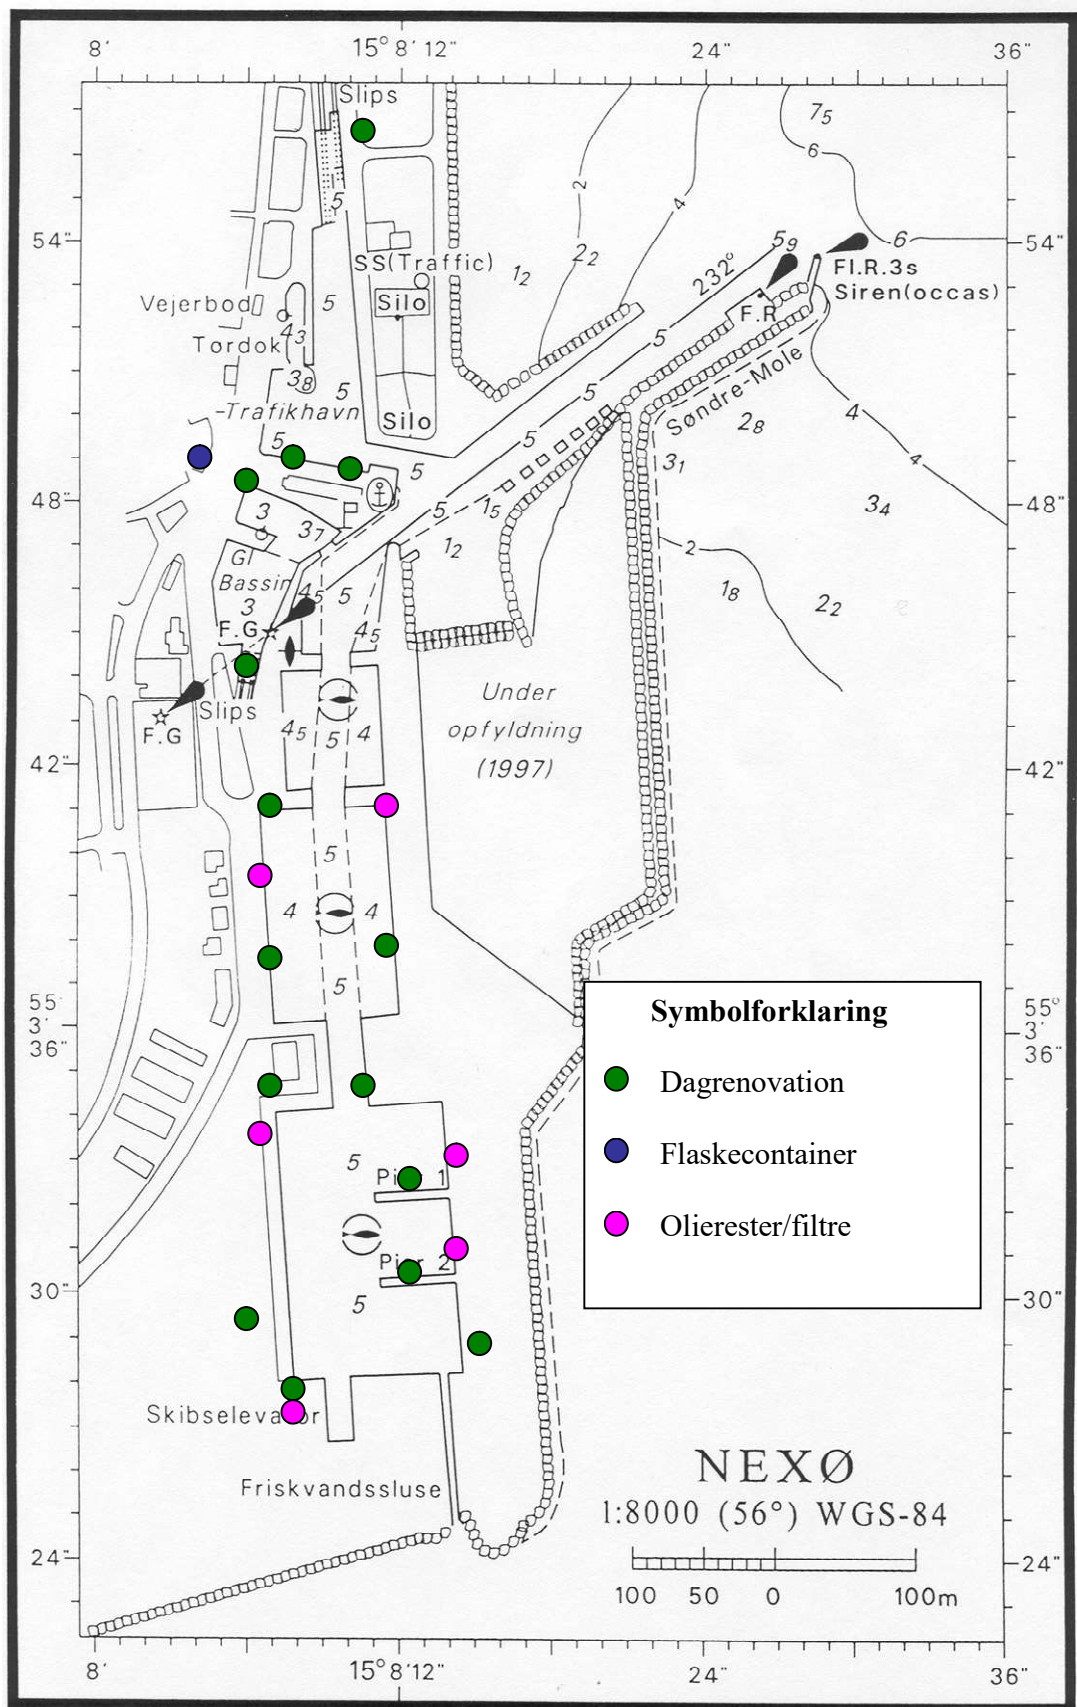 8' 15° 8' 12" 24" 36"
Slips
7₅
6
2
4
5
54" 5₉ 6 54"
2₂
SS(Traffic) 1₂ 232° Fl.R.3s
Siren(occas)
Vejerbod 5 Silo F.R
4₃ 5
Tordok
Søndre-Mole
3₈ 5 5
-Trafikhavn Silo 2₈ 4
5 5 5 3₁ 4
48" 3 3₇ 5 1₅ 3₄ 48"
1₂ 2
Gl
Bassin 4₅ 5 1₈
3 2₂
F.G 4₅
Under
Slips opfyldning
F.G 4₅ 5 4 (1997)
42" 42"
5
4 4
5
55° 55°
3' 3'
36" 36"
Symbolforklaring
Dagrenovation
Flaskecontainer
Olierester/filtre
5 Pier 1
Pier 2
30" 5 30"
Skibselevator
NEXØ
Friskvandssluse
1:8000 (56°) WGS-84
24" 24"
100 50 0 100m
8' 15° 8' 12" 24" 36"